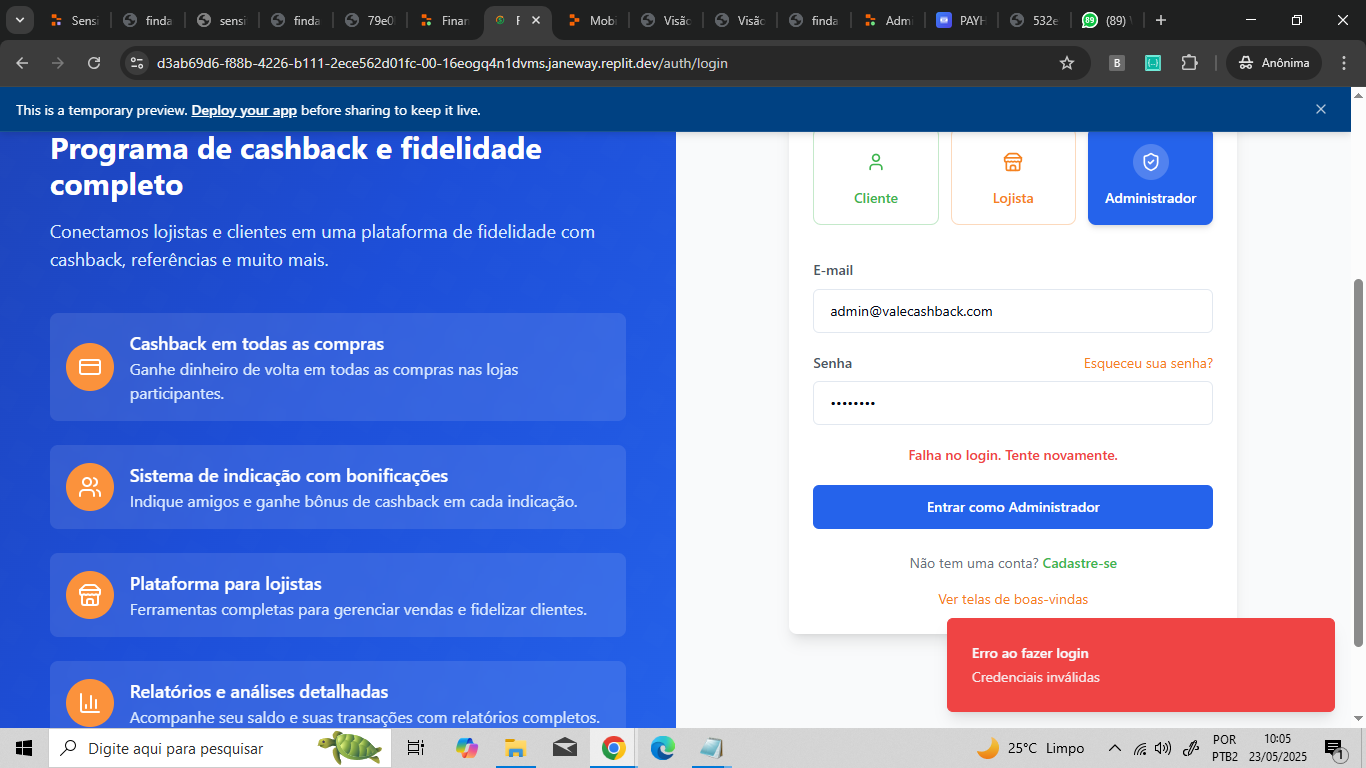 Sensi
finda
sensi
finda
79e0
Finan
F
Mobi
Visão
Visão
finda
Admi
PAYH
532e
(89)
d3ab69d6-f88b-4226-b111-2ece562d01fc-00-16eogq4n1dvms.janeway.replit.dev/auth/login
B
Anônima
This is a temporary preview. Deploy your app before sharing to keep it live.
Programa de cashback e fidelidade
completo
Conectamos lojistas e clientes em uma plataforma de fidelidade com
cashback, referências e muito mais.
Cashback em todas as compras
Ganhe dinheiro de volta em todas as compras nas lojas
participantes.
Sistema de indicação com bonificações
Indique amigos e ganhe bônus de cashback em cada indicação.
Plataforma para lojistas
Ferramentas completas para gerenciar vendas e fidelizar clientes.
Relatórios e análises detalhadas
Acompanhe seu saldo e suas transações com relatórios completos.
Cliente
Lojista
Administrador
E-mail
admin@valecashback.com
Senha
Esqueceu sua senha?
••••••••
Falha no login. Tente novamente.
Entrar como Administrador
Não tem uma conta? Cadastre-se
Ver telas de boas-vindas
Erro ao fazer login
Credenciais inválidas
Digite aqui para pesquisar
25°C Limpo
POR
PTB2
10:05
23/05/2025
1